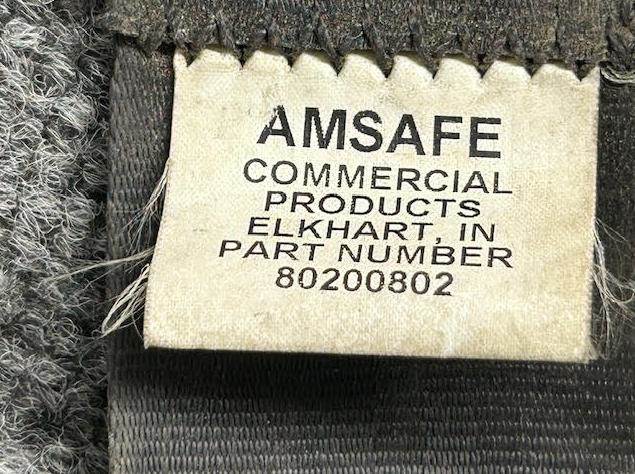 AMSAFE
COMMERCIAL
PRODUCTS
ELKHART, IN
PART NUMBER
80200802